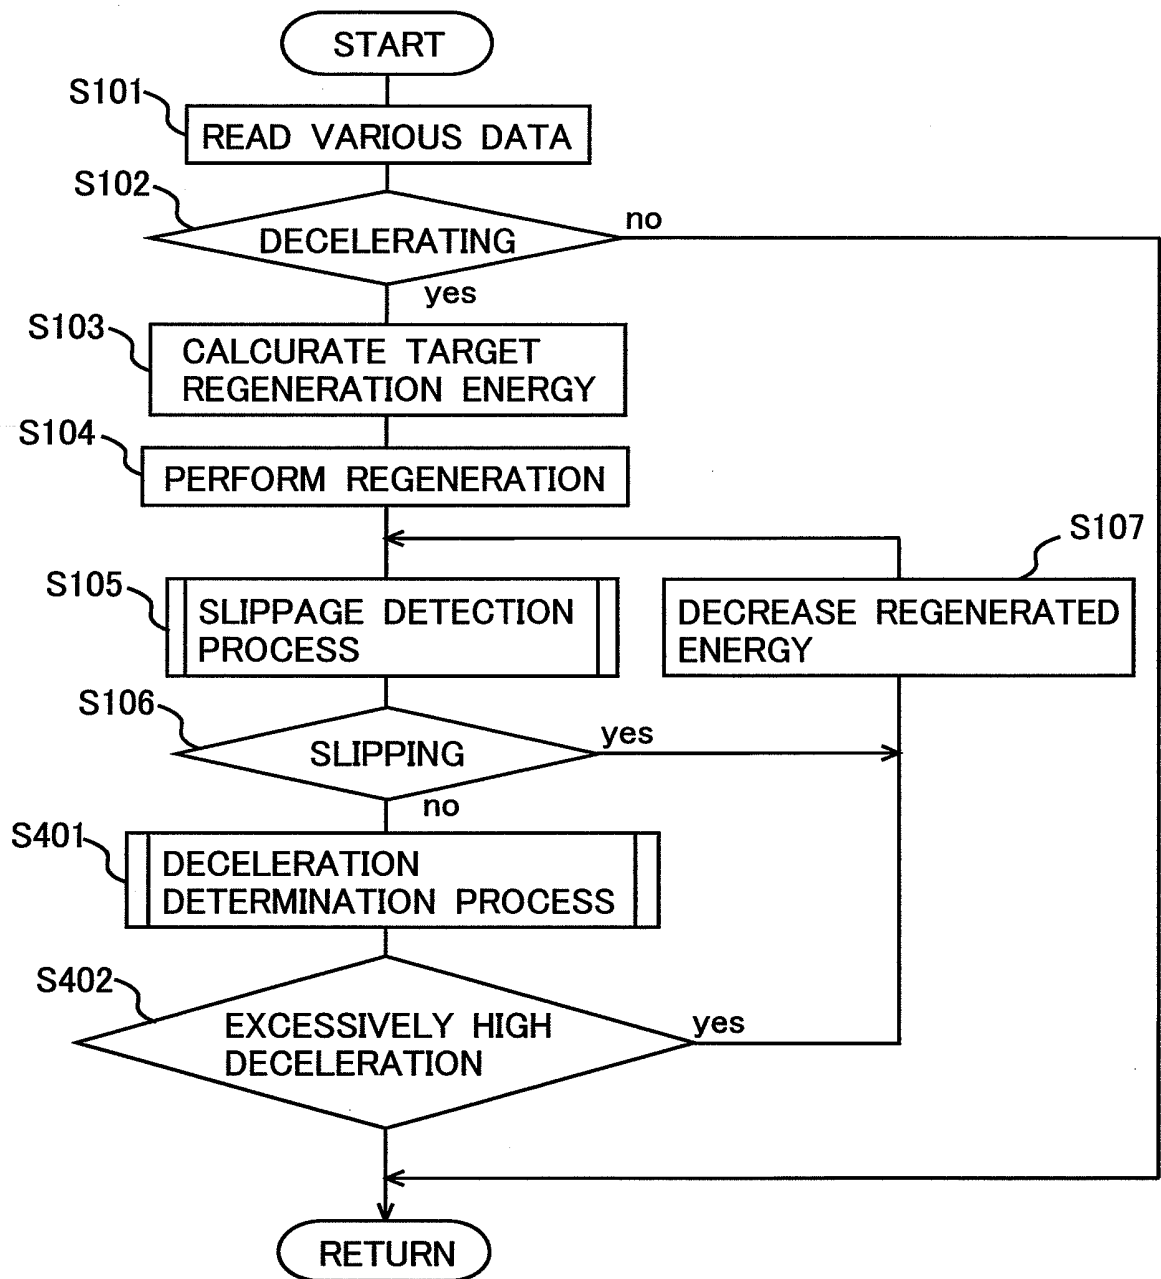 START
S101
READ VARIOUS DATA
S102
DECELERATING
no
yes
S103
CALCURATE TARGET
REGENERATION ENERGY
S104
PERFORM REGENERATION
S107
S105
SLIPPAGE DETECTION
PROCESS
DECREASE REGENERATED
ENERGY
S106
SLIPPING
yes
no
S401
DECELERATION
DETERMINATION PROCESS
S402
EXCESSIVELY HIGH
DECELERATION
yes
RETURN